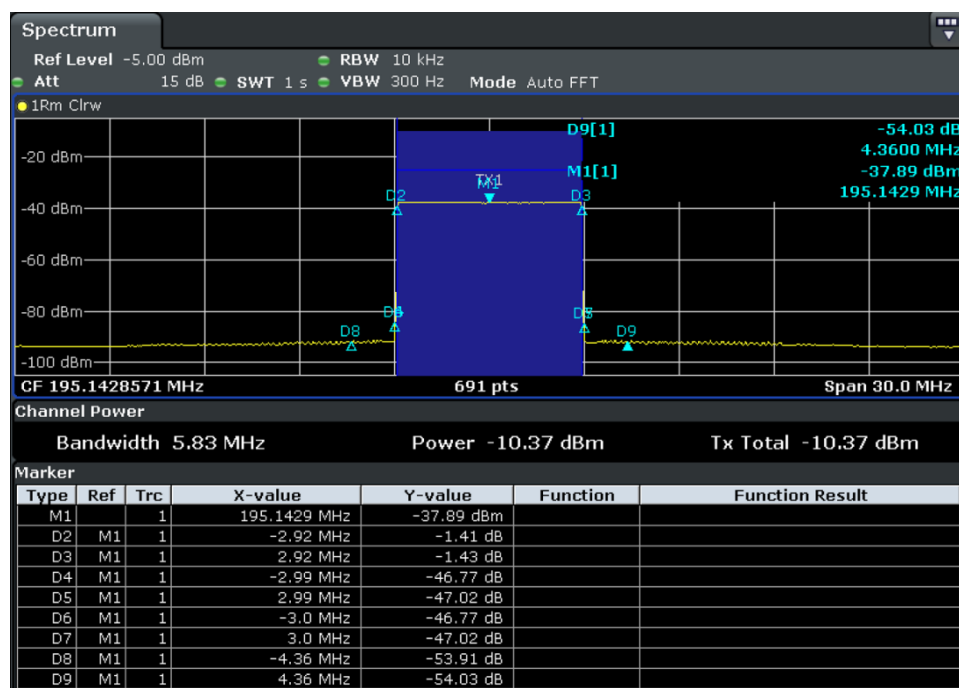 Spectrum
Ref Level -5.00 dBm RBW 10 kHz
Att 15 dB SWT 1 s VBW 300 Hz Mode Auto FFT
1Rm Clrw
D9[1] -54.03 dB
4.3600 MHz
M1[1] -37.89 dBm
195.1429 MHz
-20 dBm
TX1
M1
D2 D3
-40 dBm
-60 dBm
-80 dBm
D8 D9
-100 dBm
CF 195.1428571 MHz 691 pts Span 30.0 MHz
Channel Power
Bandwidth 5.83 MHz Power -10.37 dBm Tx Total -10.37 dBm
Marker
Type Ref Trc X-value Y-value Function Function Result
M1 1 195.1429 MHz -37.89 dBm
D2 M1 1 -2.92 MHz -1.41 dB
D3 M1 1 2.92 MHz -1.43 dB
D4 M1 1 -2.99 MHz -46.77 dB
D5 M1 1 2.99 MHz -47.02 dB
D6 M1 1 -3.0 MHz -46.77 dB
D7 M1 1 3.0 MHz -47.02 dB
D8 M1 1 -4.36 MHz -53.91 dB
D9 M1 1 4.36 MHz -54.03 dB